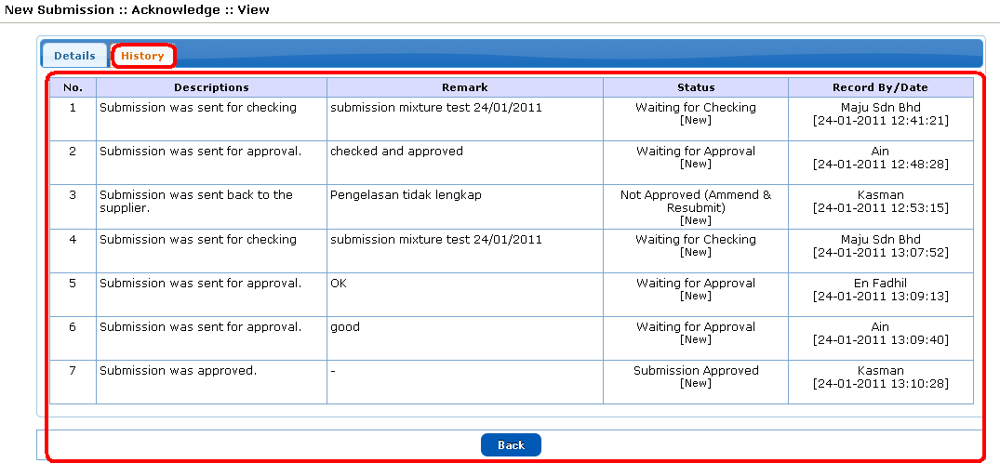 New Submission :: Acknowledge :: View
Details History
No. Descriptions Remark Status Record By/Date
1 Submission was sent for checking submission mixture test 24/01/2011 Waiting for Checking Maju Sdn Bhd
[New] [24-01-2011 12:41:21]
2 Submission was sent for approval. checked and approved Waiting for Approval Ain
[New] [24-01-2011 12:48:28]
3 Submission was sent back to the Pengelasan tidak lengkap Not Approved (Ammend & Kasman
supplier. Resubmit) [24-01-2011 12:53:15]
[New]
4 Submission was sent for checking submission mixture test 24/01/2011 Waiting for Checking Maju Sdn Bhd
[New] [24-01-2011 13:07:52]
5 Submission was sent for approval. OK Waiting for Approval En Fadhil
[New] [24-01-2011 13:09:13]
6 Submission was sent for approval. good Waiting for Approval Ain
[New] [24-01-2011 13:09:40]
7 Submission was approved. - Submission Approved Kasman
[New] [24-01-2011 13:10:28]
Back